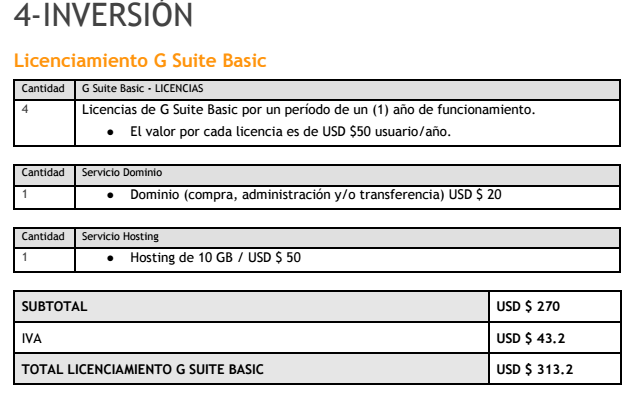 4-INVERSIÓN
Licenciamiento G Suite Basic
Cantidad G Suite Basic - LICENCIAS
4 Licencias de G Suite Basic por un período de un (1) año de funcionamiento.
● El valor por cada licencia es de USD $50 usuario/año.
Cantidad Servicio Dominio
1 ● Dominio (compra, administración y/o transferencia) USD $ 20
Cantidad Servicio Hosting
1 ● Hosting de 10 GB / USD $ 50
SUBTOTAL USD $ 270
IVA USD $ 43.2
TOTAL LICENCIAMIENTO G SUITE BASIC USD $ 313.2